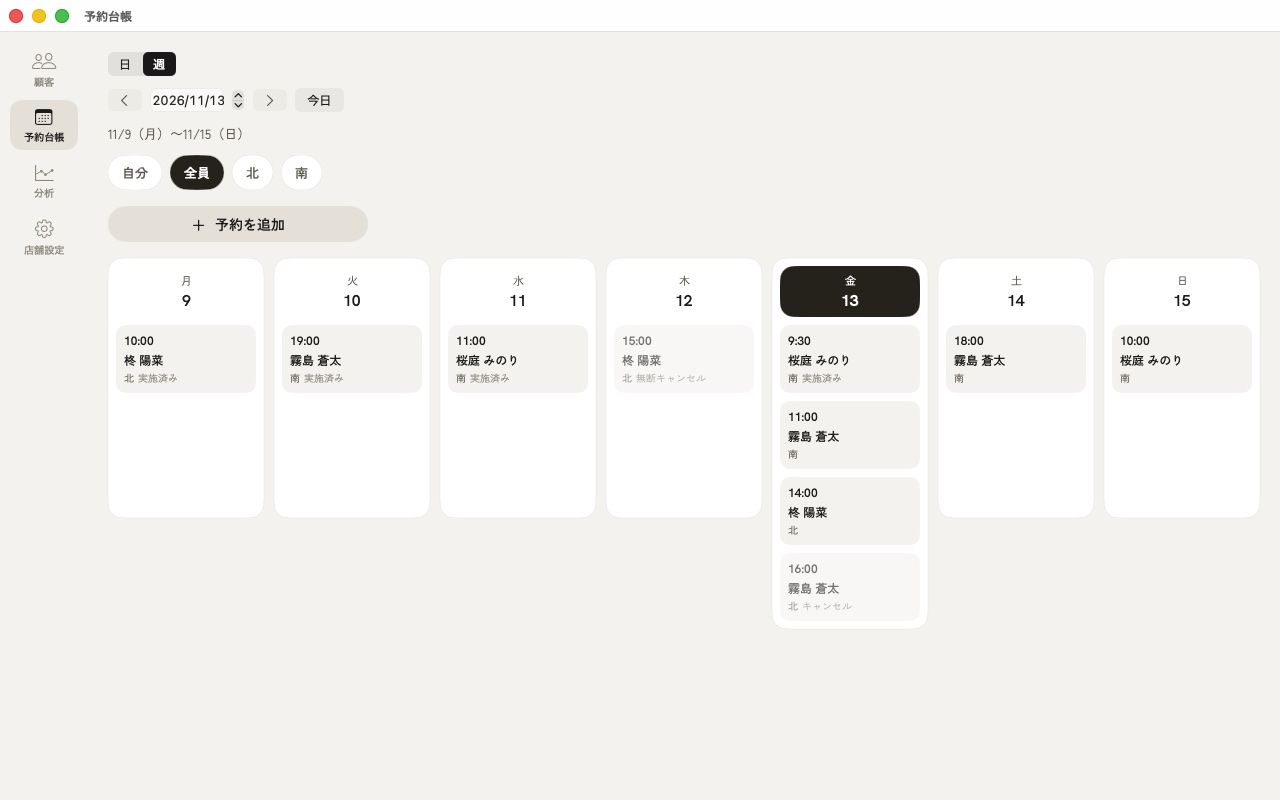 予約台帳
顧客
予約台帳
分析
店舗設定
日 週
2026/11/13 今日
11/9（月）〜11/15（日）
自分 全員 北 南
＋ 予約を追加
月
9
10:00
柊 陽菜
北 実施済み
火
10
19:00
霧島 蒼太
南 実施済み
水
11
11:00
桜庭 みのり
南 実施済み
木
12
15:00
柊 陽菜
北 無断キャンセル
金
13
9:30
桜庭 みのり
南 実施済み
11:00
霧島 蒼太
南
14:00
柊 陽菜
北
16:00
霧島 蒼太
北 キャンセル
土
14
18:00
霧島 蒼太
南
日
15
10:00
桜庭 みのり
南